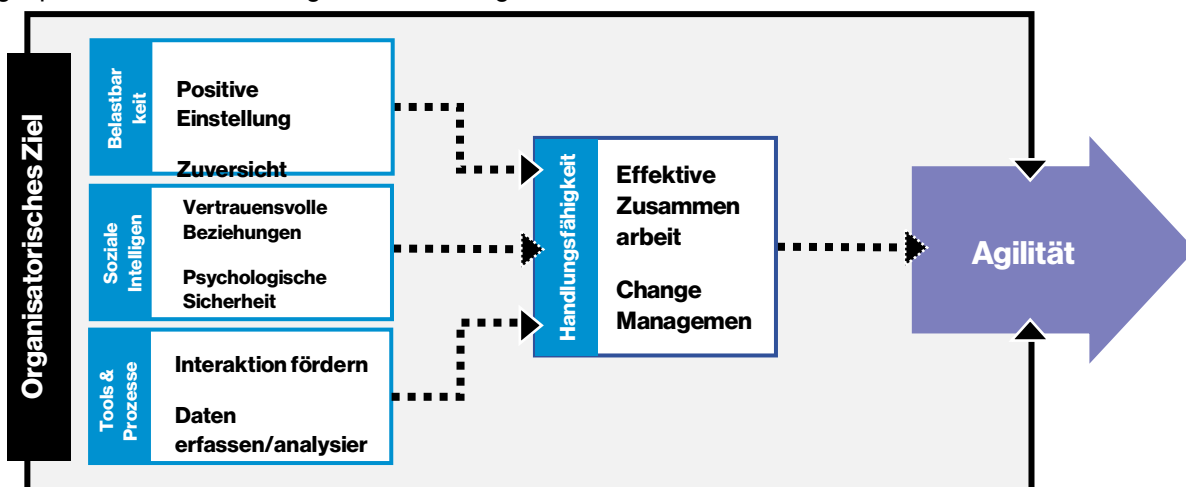 Organisatorisches Ziel
Belastbar
keit
Positive
Einstellung
Zuversicht
Soziale
Intelligen
Vertrauensvolle
Beziehungen
Psychologische
Sicherheit
Tools &
Prozesse
Interaktion fördern
Daten
erfassen/analysier
Handlungsfähigkeit
Effektive
Zusammen
arbeit
Change
Managemen
Agilität